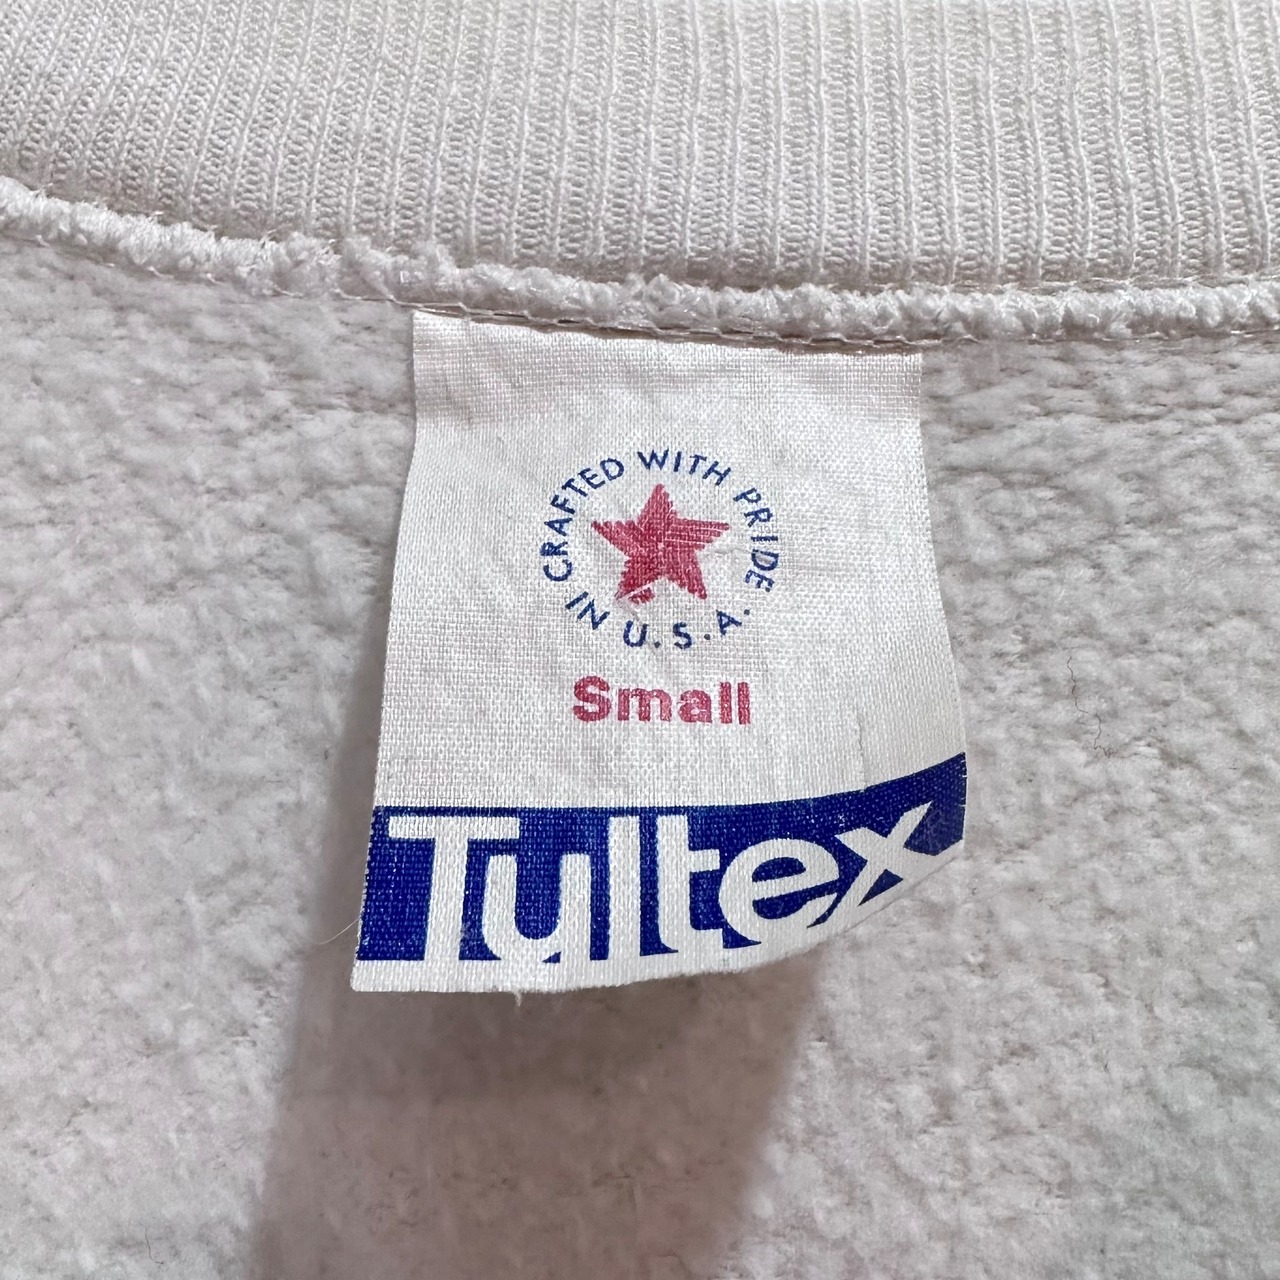 CRAFTED WITH PRIDE
IN U.S.A.
Small
Tultex